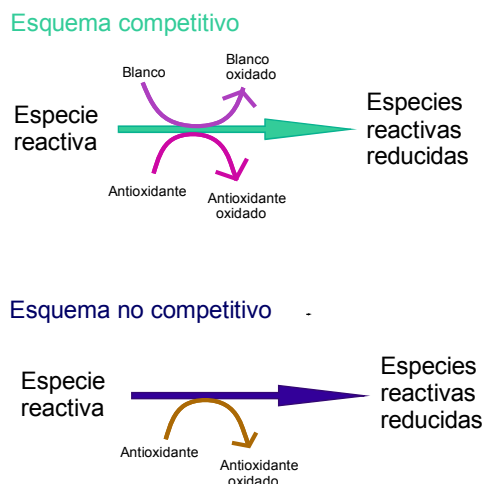 Esquema competitivo
Blanco
Blanco
oxidado
Especie
reactiva
Especies
reactivas
reducidas
Antioxidante
Antioxidante
oxidado
Esquema no competitivo -
Especie
reactiva
Especies
reactivas
reducidas
Antioxidante
Antioxidante
oxidado